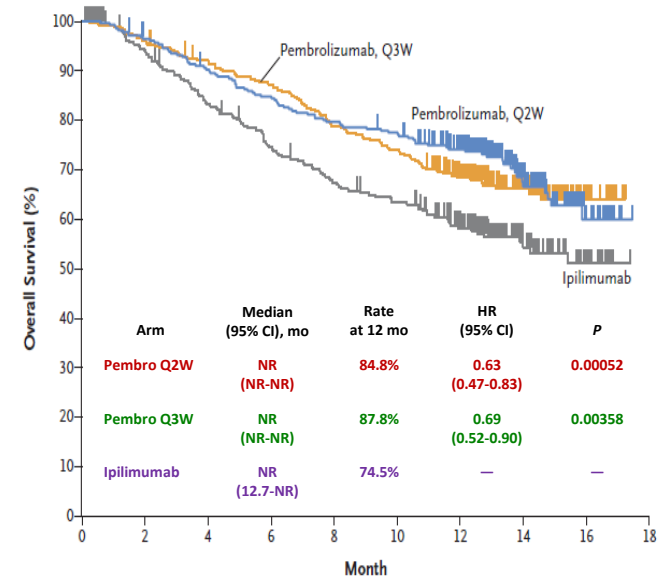 Overall Survival (%)
100
90
80
70
60
50
40
30
20
10
0
Pembrolizumab, Q3W
Pembrolizumab, Q2W
Ipilimumab
Arm Median (95% CI), mo Rate at 12 mo HR (95% CI) P
Pembro Q2W NR (NR-NR) 84.8% 0.63 (0.47-0.83) 0.00052
Pembro Q3W NR (NR-NR) 87.8% 0.69 (0.52-0.90) 0.00358
Ipilimumab NR (12.7-NR) 74.5% — —
0 2 4 6 8 10 12 14 16 18
Month